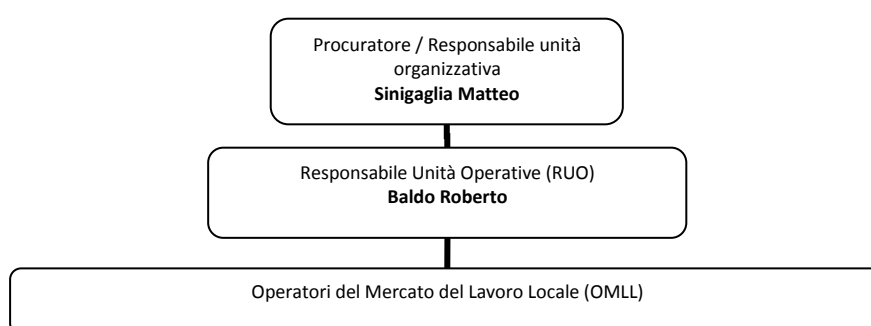 Procuratore / Responsabile unità
organizzativa
Sinigaglia Matteo
Responsabile Unità Operative (RUO)
Baldo Roberto
Operatori del Mercato del Lavoro Locale (OMLL)